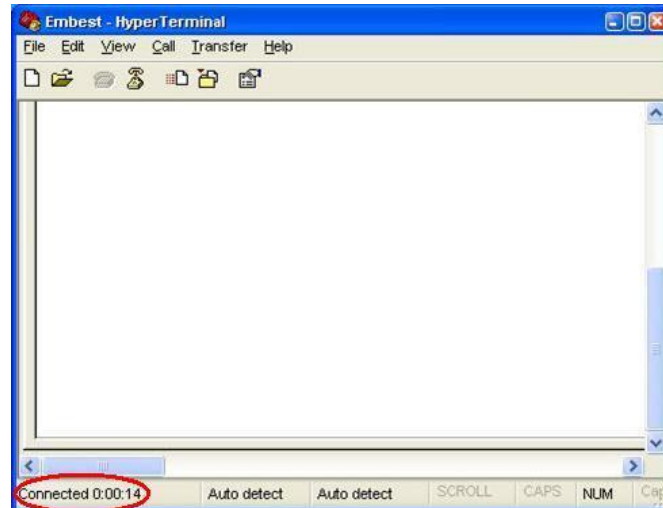 Embest - HyperTerminal
File Edit View Call Transfer Help
Connected 0:00:14 Auto detect Auto detect SCROLL CAPS NUM Cap